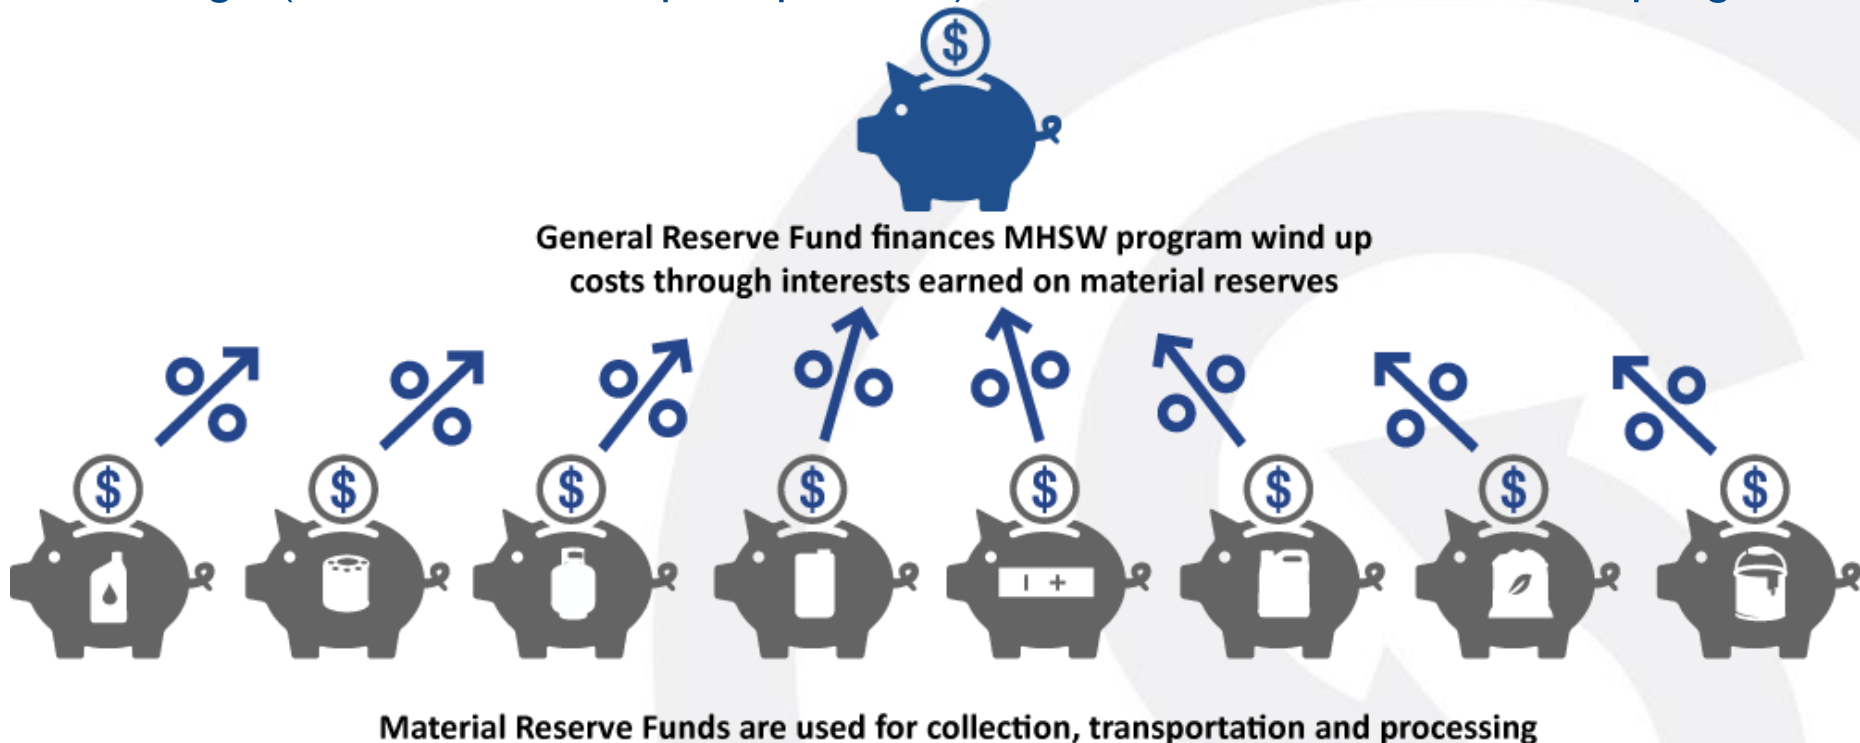 General Reserve Fund finances MHSW program wind up
costs through interests earned on material reserves
$
$ $ $ $ $ $ $ $
Material Reserve Funds are used for collection, transportation and processing